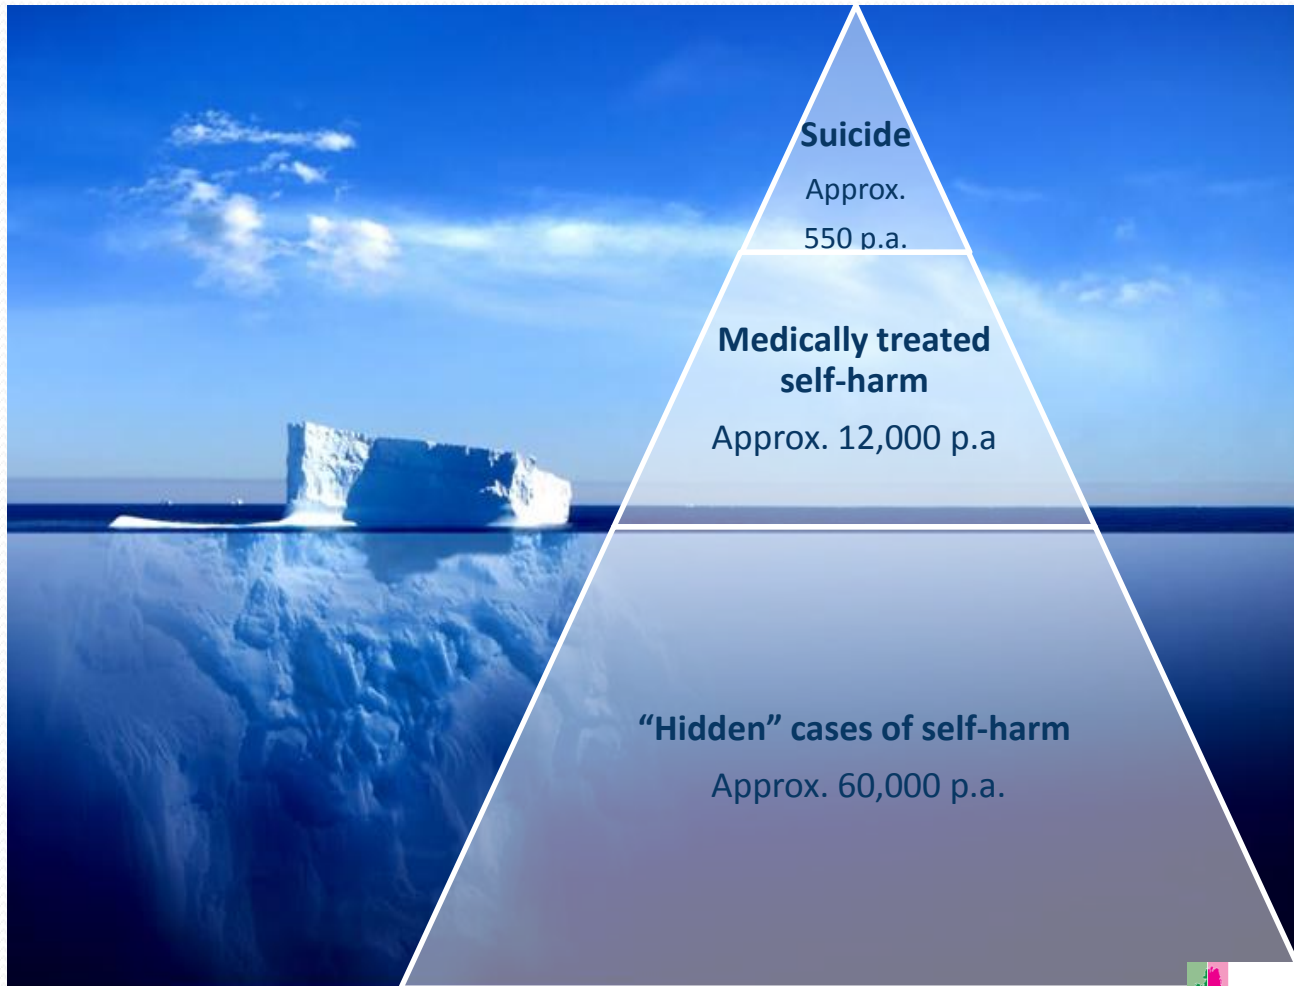 Suicide
Approx.
550 p.a.
Medically treated
self-harm
Approx. 12,000 p.a
“Hidden” cases of self-harm
Approx. 60,000 p.a.